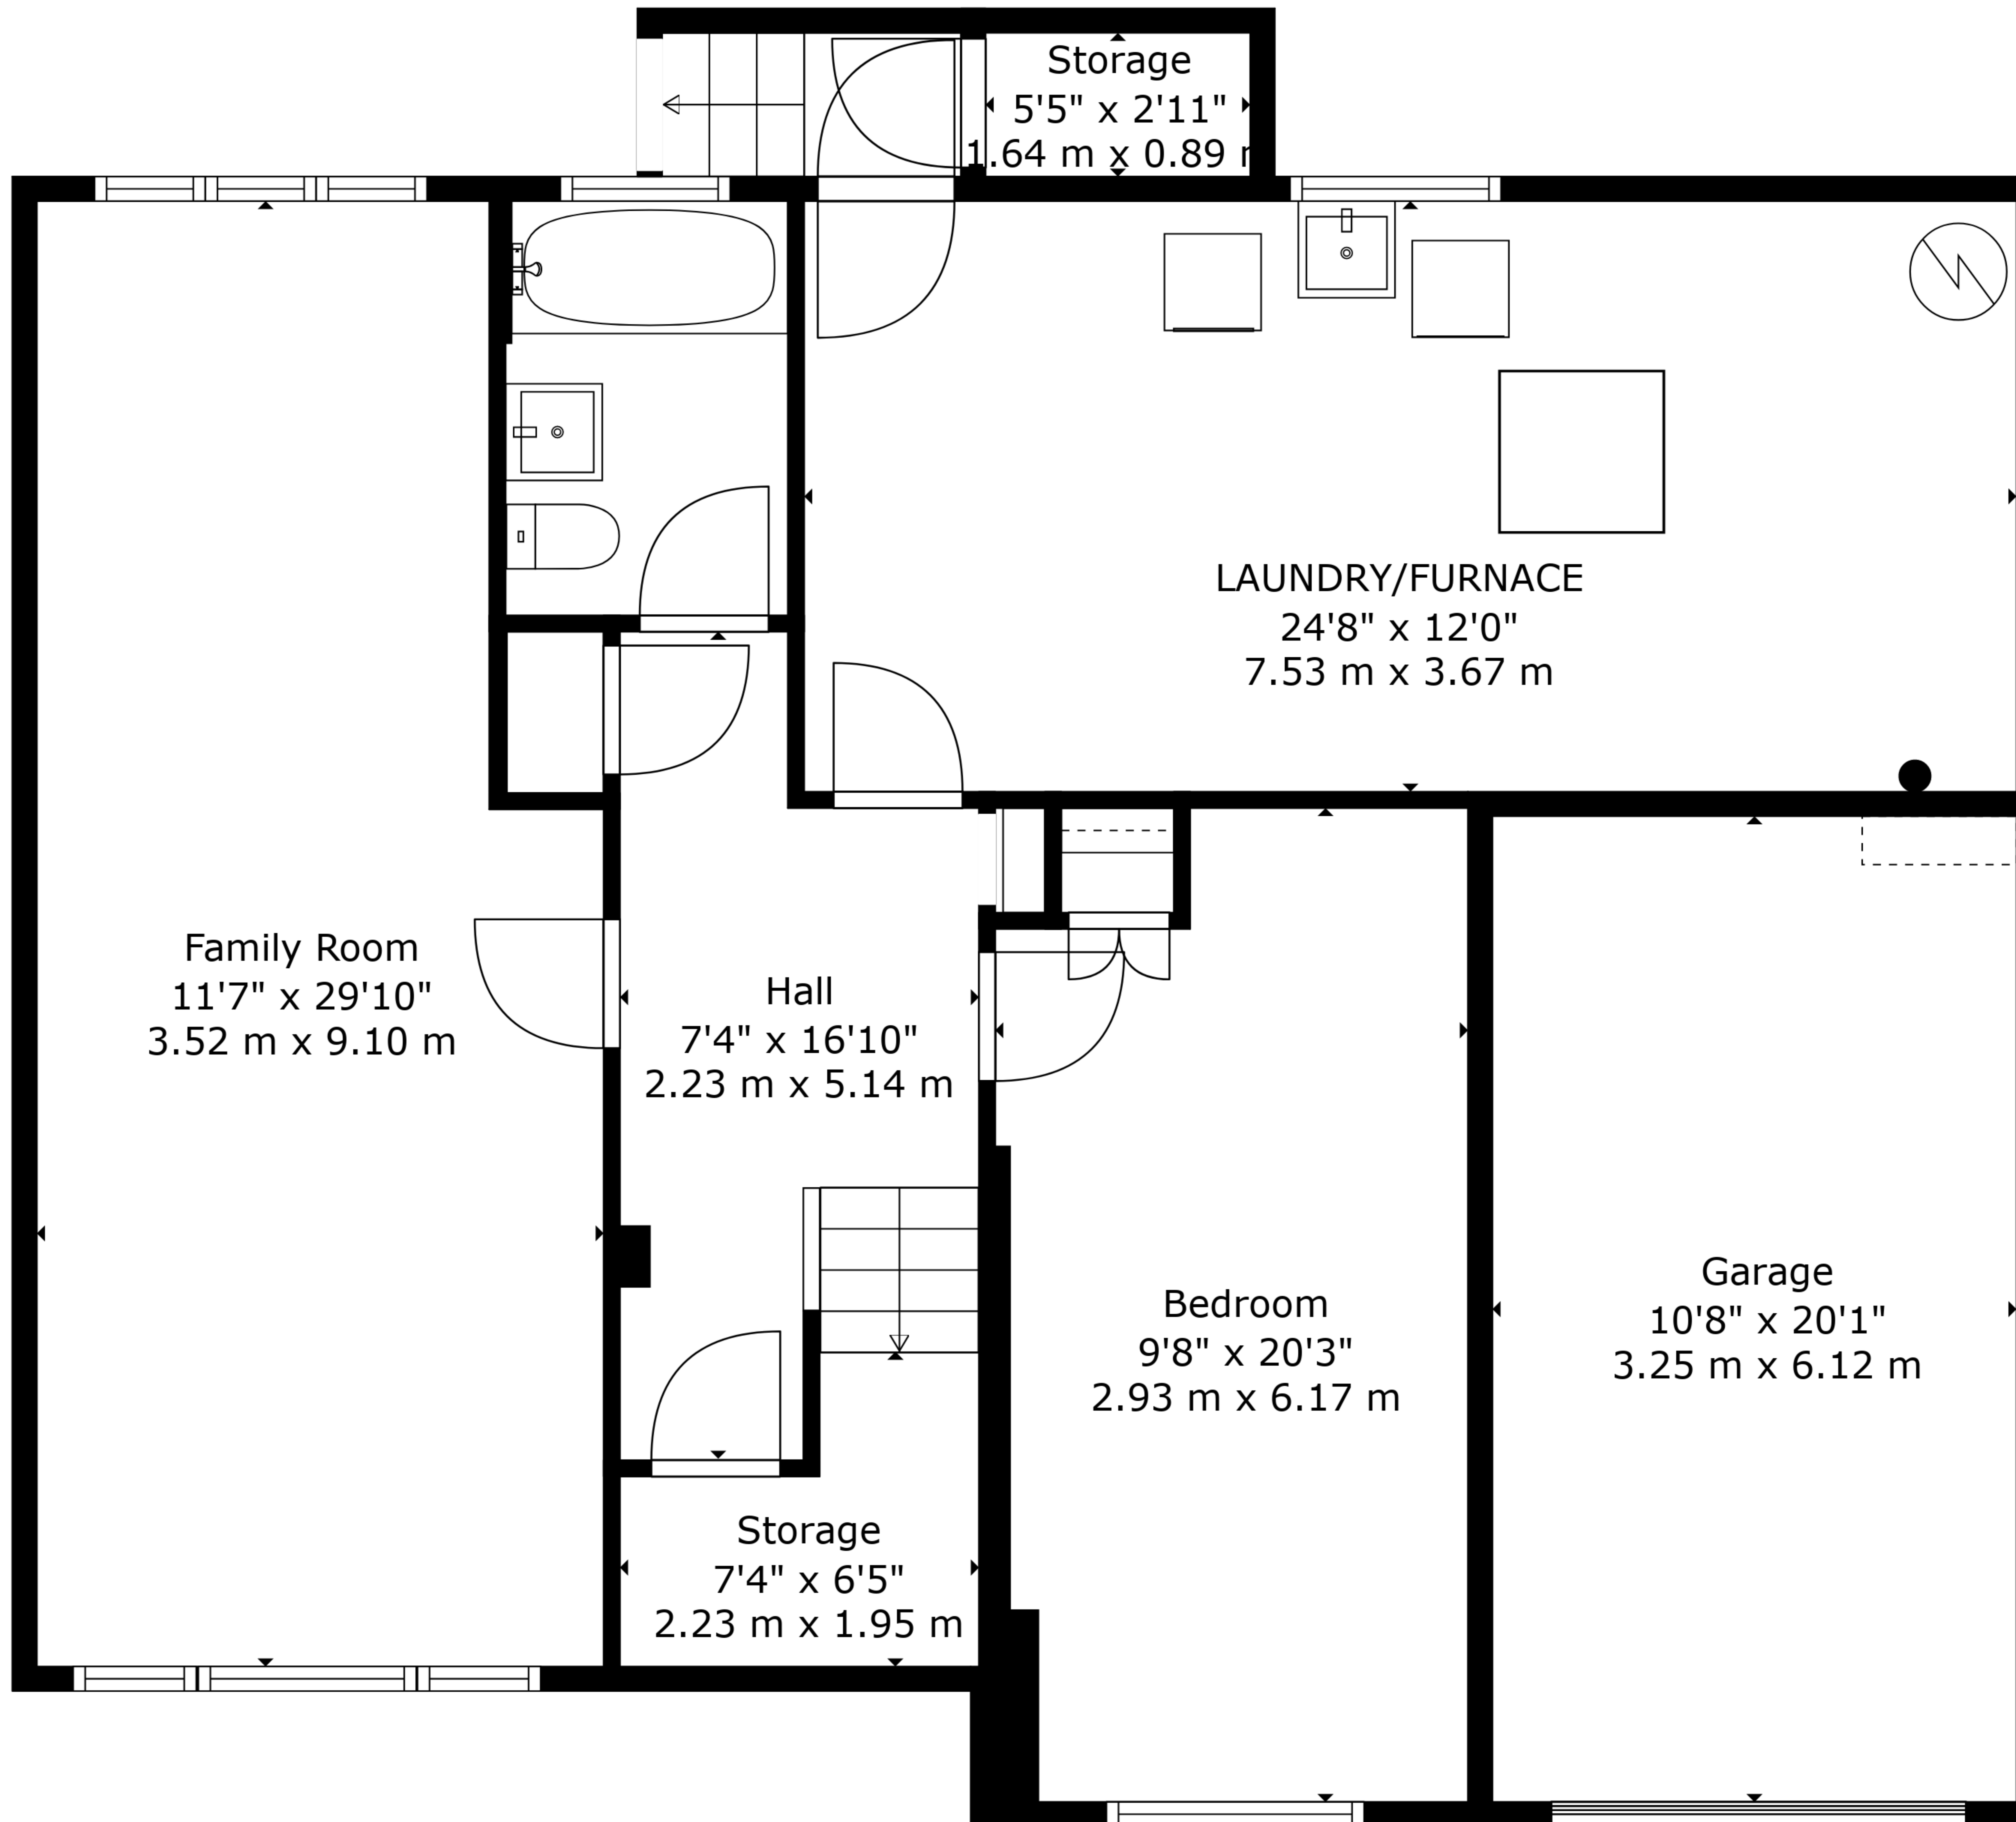 Storage
5'5" x 2'11"
1.64 m x 0.89
LAUNDRY/FURNACE
24'8" x 12'0"
7.53 m x 3.67 m
Family Room
11'7" x 29'10"
3.52 m x 9.10 m
Hall
7'4" x 16'10"
2.23 m x 5.14 m
Bedroom
9'8" x 20'3"
2.93 m x 6.17 m
Garage
10'8" x 20'1"
3.25 m x 6.12 m
Storage
7'4" x 6'5"
2.23 m x 1.95 m